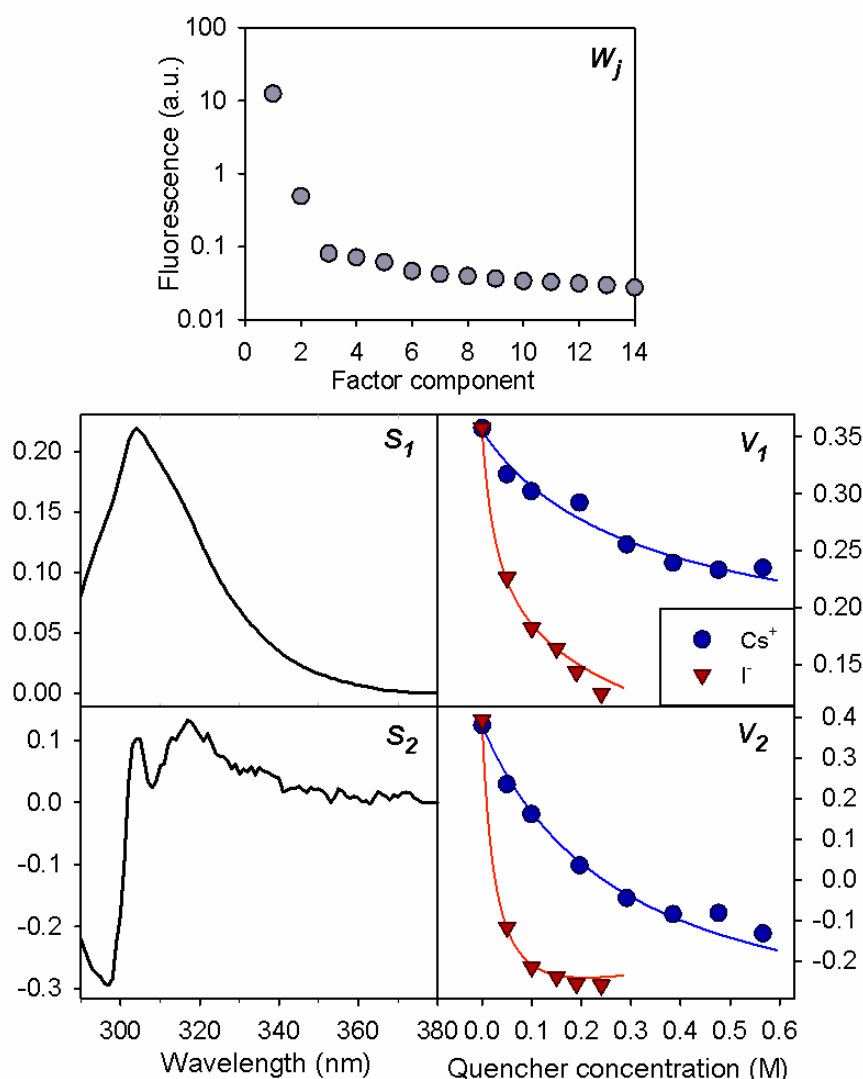 100
10
1
0.1
0.01
Fluorescence (a.u.)
W_j
0 2 4 6 8 10 12 14
Factor component
0.20
0.15
0.10
0.05
0.00
S_1
V_1
0.35
0.30
0.25
0.20
0.15
Cs⁺
I⁻
0.1
0.0
-0.1
-0.2
-0.3
S_2
V_2
0.4
0.3
0.2
0.1
0.0
-0.1
-0.2
300 320 340 360 380
Wavelength (nm)
0.0 0.1 0.2 0.3 0.4 0.5 0.6
Quencher concentration (M)